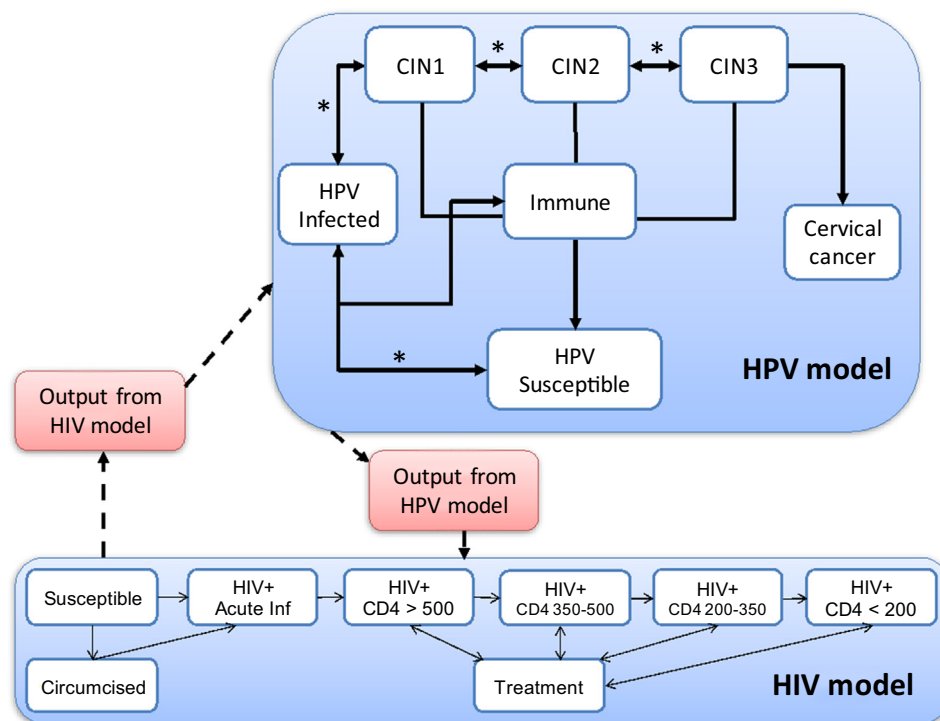 CIN1
*
CIN2
*
CIN3
*
HPV
Infected
Immune
Cervical
cancer
*
HPV
Susceptible
HPV model
Output from
HIV model
Output from
HPV model
Susceptible
HIV+
Acute Inf
HIV+
CD4 > 500
HIV+
CD4 350-500
HIV+
CD4 200-350
HIV+
CD4 < 200
Circumcised
Treatment
HIV model